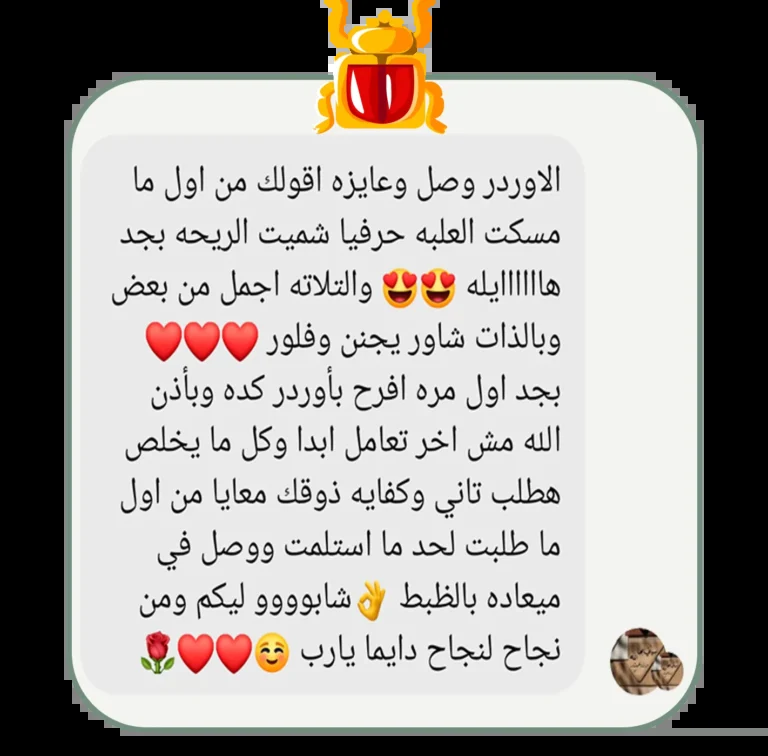 الاوردر وصل وعايزه اقولك من اول ما
مسكت العلبه حرفيا شميت الريحه بجد
هاااااايله 😍😍 والتلاته اجمل من بعض
وبالذات شاور يجنن وفلور ❤️❤️❤️
بجد اول مره افرح بأوردر كده وبأذن
الله مش اخر تعامل ابدا وكل ما يخلص
هطلب تاني وكفايه ذوقك معايا من اول
ما طلبت لحد ما استلمت ووصل في
ميعاده بالظبط 👌شابوووو ليكم ومن
نجاح لنجاح دايما يارب ☺️❤️❤️🌹